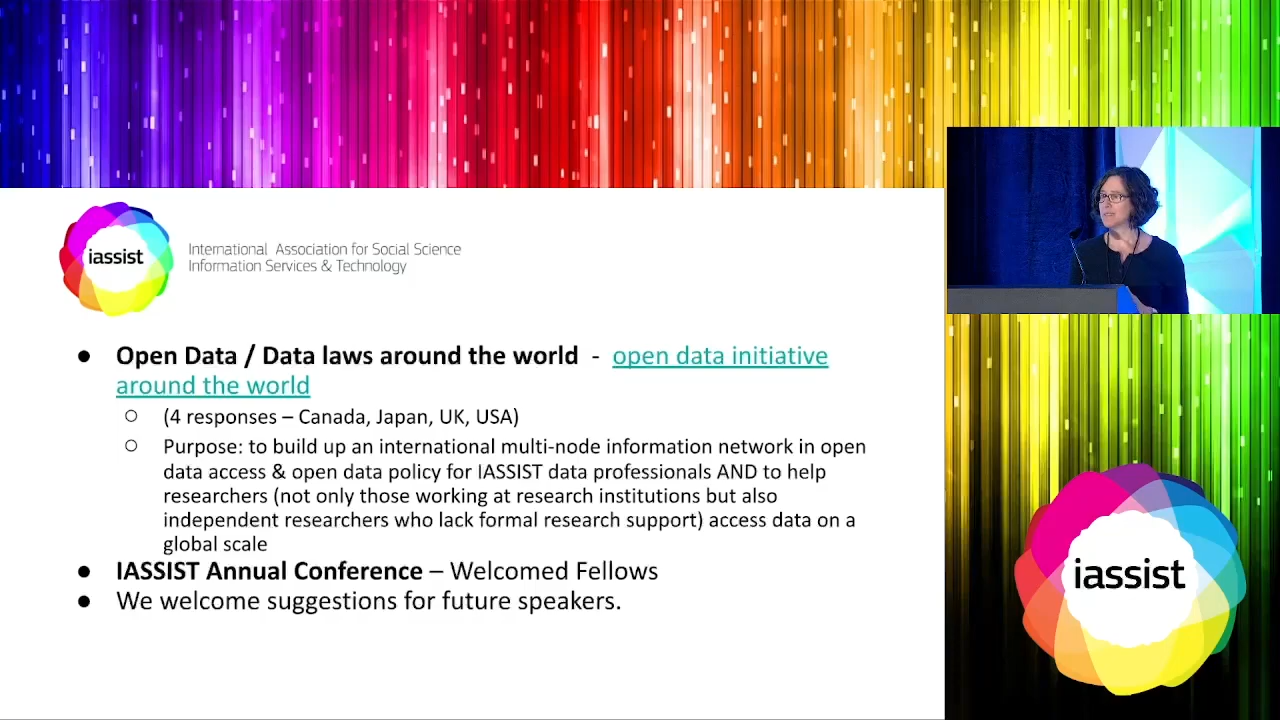 iassist
International Association for Social Science
Information Services & Technology
● Open Data / Data laws around the world - open data initiative
around the world
○ (4 responses – Canada, Japan, UK, USA)
○ Purpose: to build up an international multi-node information network in open
data access & open data policy for IASSIST data professionals AND to help
researchers (not only those working at research institutions but also
independent researchers who lack formal research support) access data on a
global scale
● IASSIST Annual Conference – Welcomed Fellows
● We welcome suggestions for future speakers.
iassist